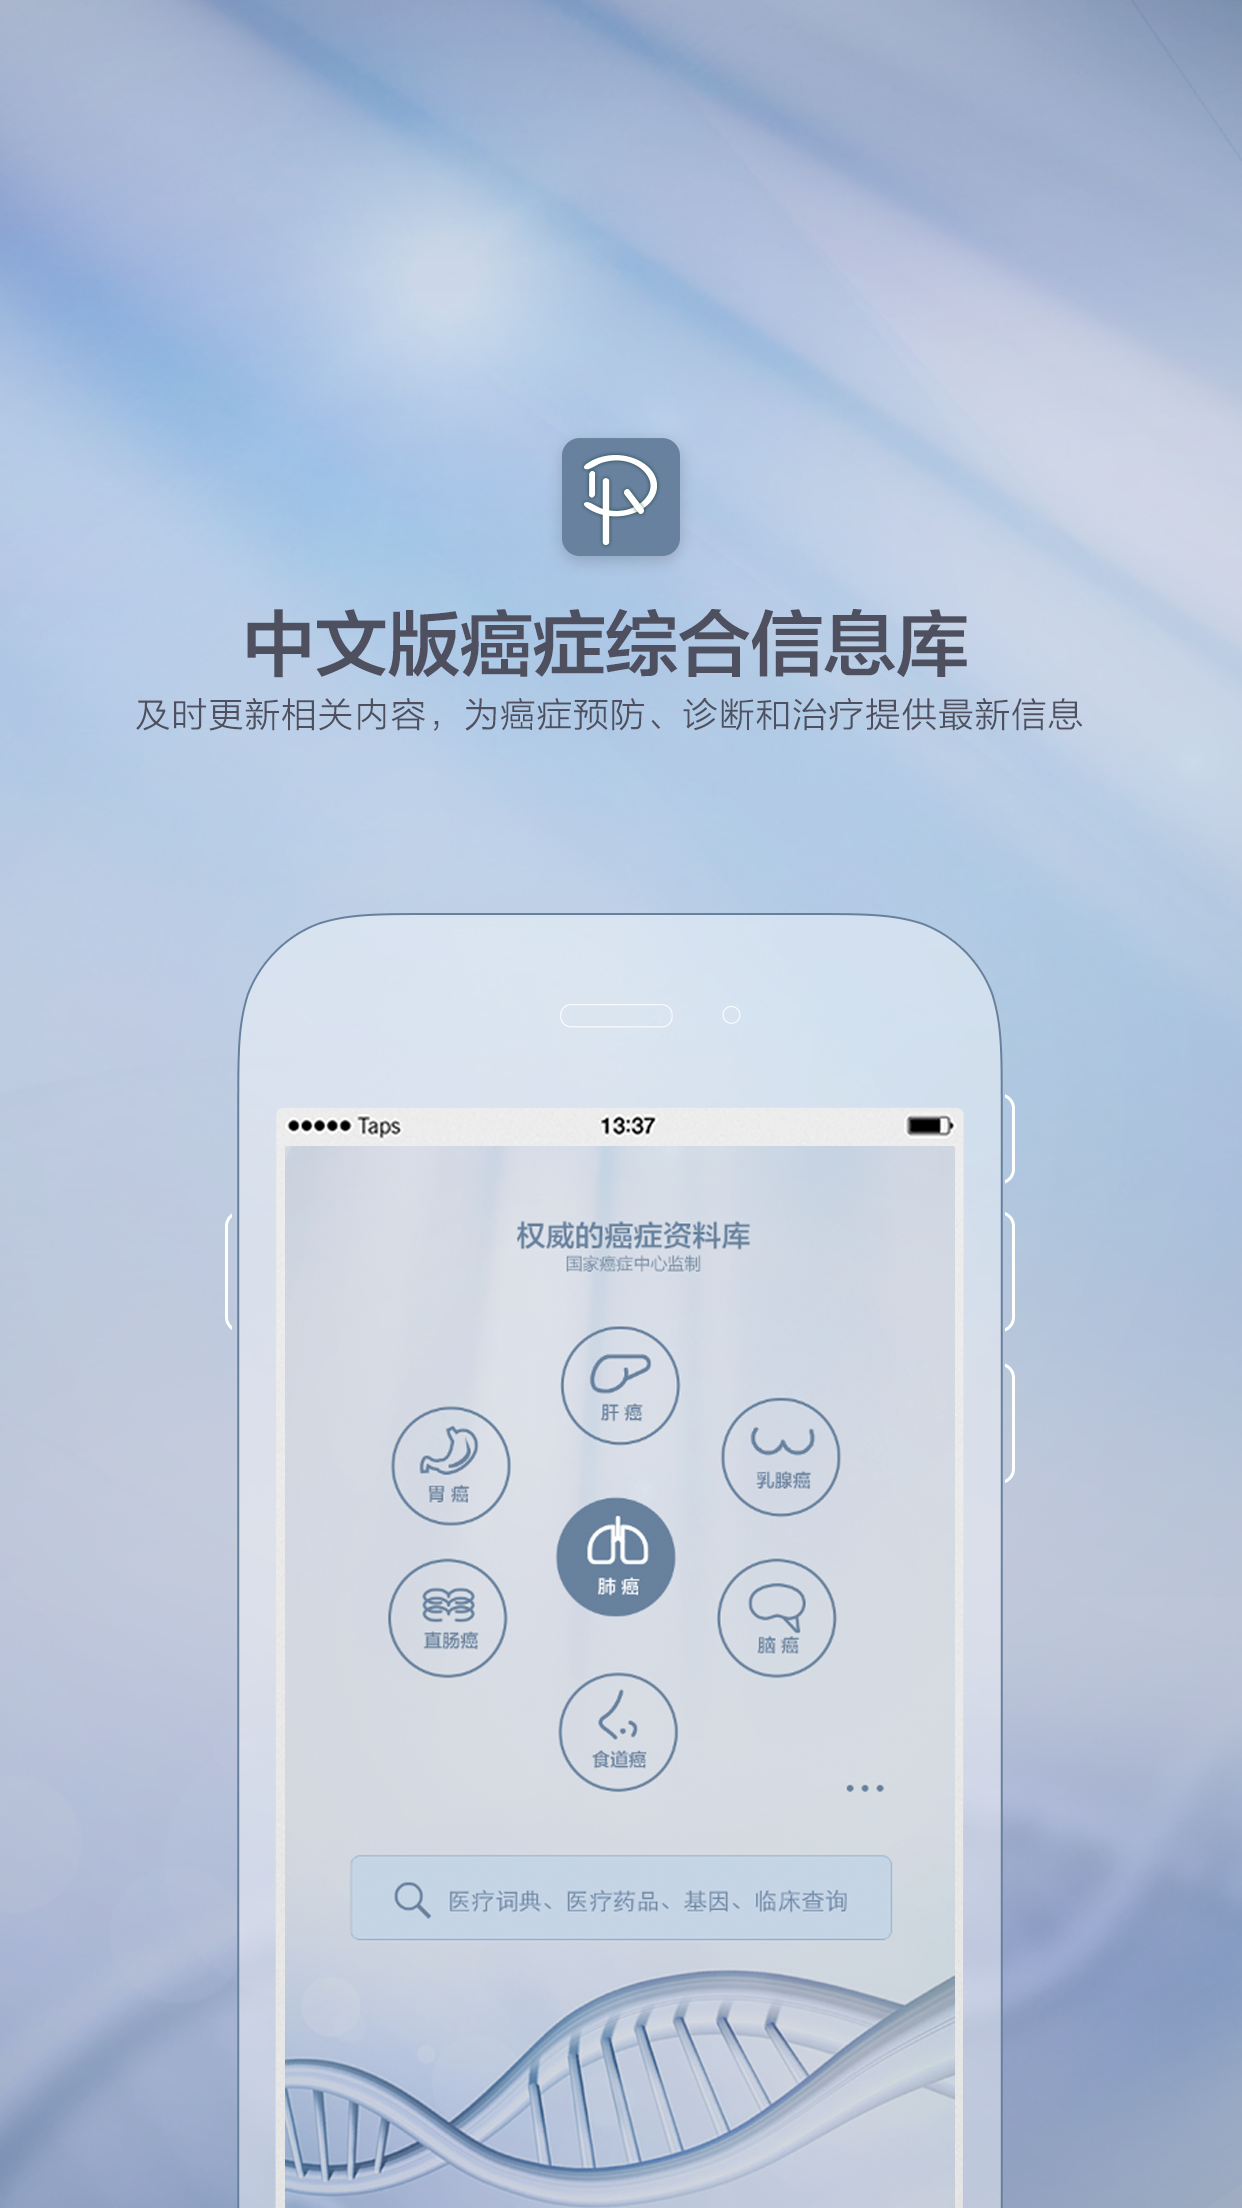 中文版癌症综合信息库
及时更新相关内容，为癌症预防、诊断和治疗提供最新信息
Taps 13:37
权威的癌症资料库
国家癌症中心监制
肝癌
胃癌
乳腺癌
肺癌
直肠癌
脑癌
食道癌
医疗词典、医疗药品、基因、临床查询